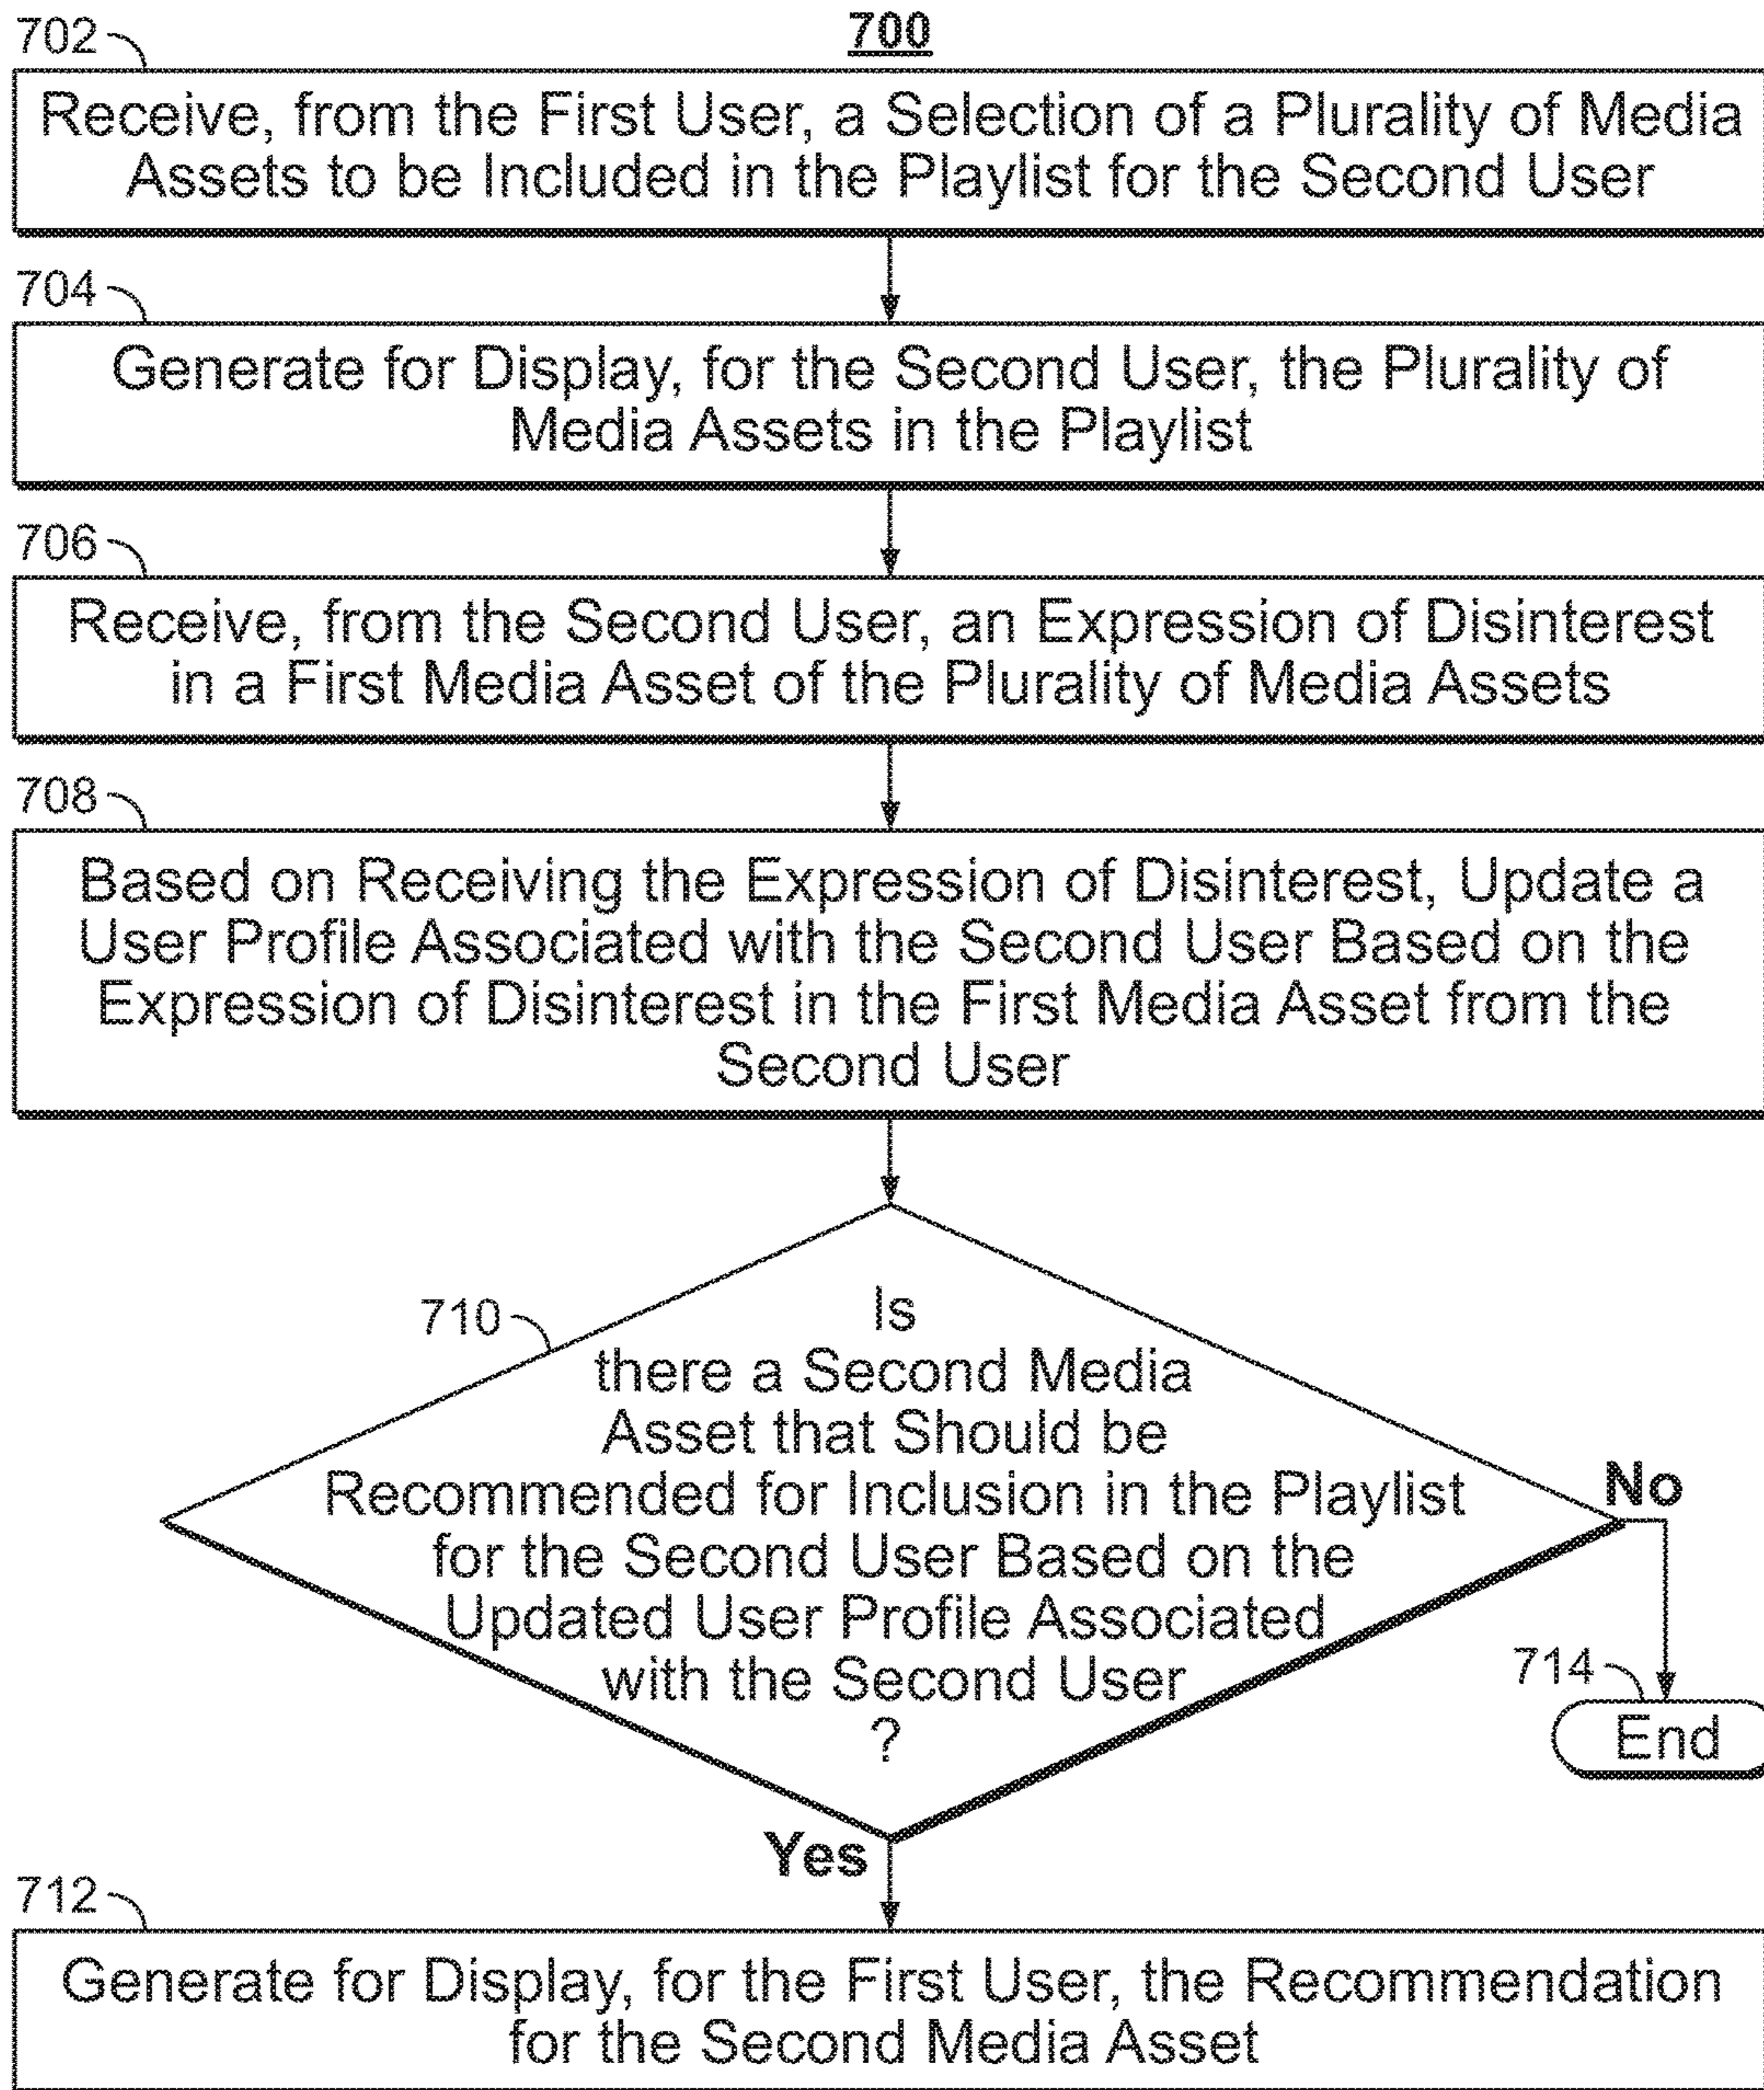 700
702
Receive, from the First User, a Selection of a Plurality of Media
Assets to be Included in the Playlist for the Second User
704
Generate for Display, for the Second User, the Plurality of
Media Assets in the Playlist
706
Receive, from the Second User, an Expression of Disinterest
in a First Media Asset of the Plurality of Media Assets
708
Based on Receiving the Expression of Disinterest, Update a
User Profile Associated with the Second User Based on the
Expression of Disinterest in the First Media Asset from the
Second User
710
Is
there a Second Media
Asset that Should be
Recommended for Inclusion in the Playlist
for the Second User Based on the
Updated User Profile Associated
with the Second User
?
No
714
End
Yes
712
Generate for Display, for the First User, the Recommendation
for the Second Media Asset